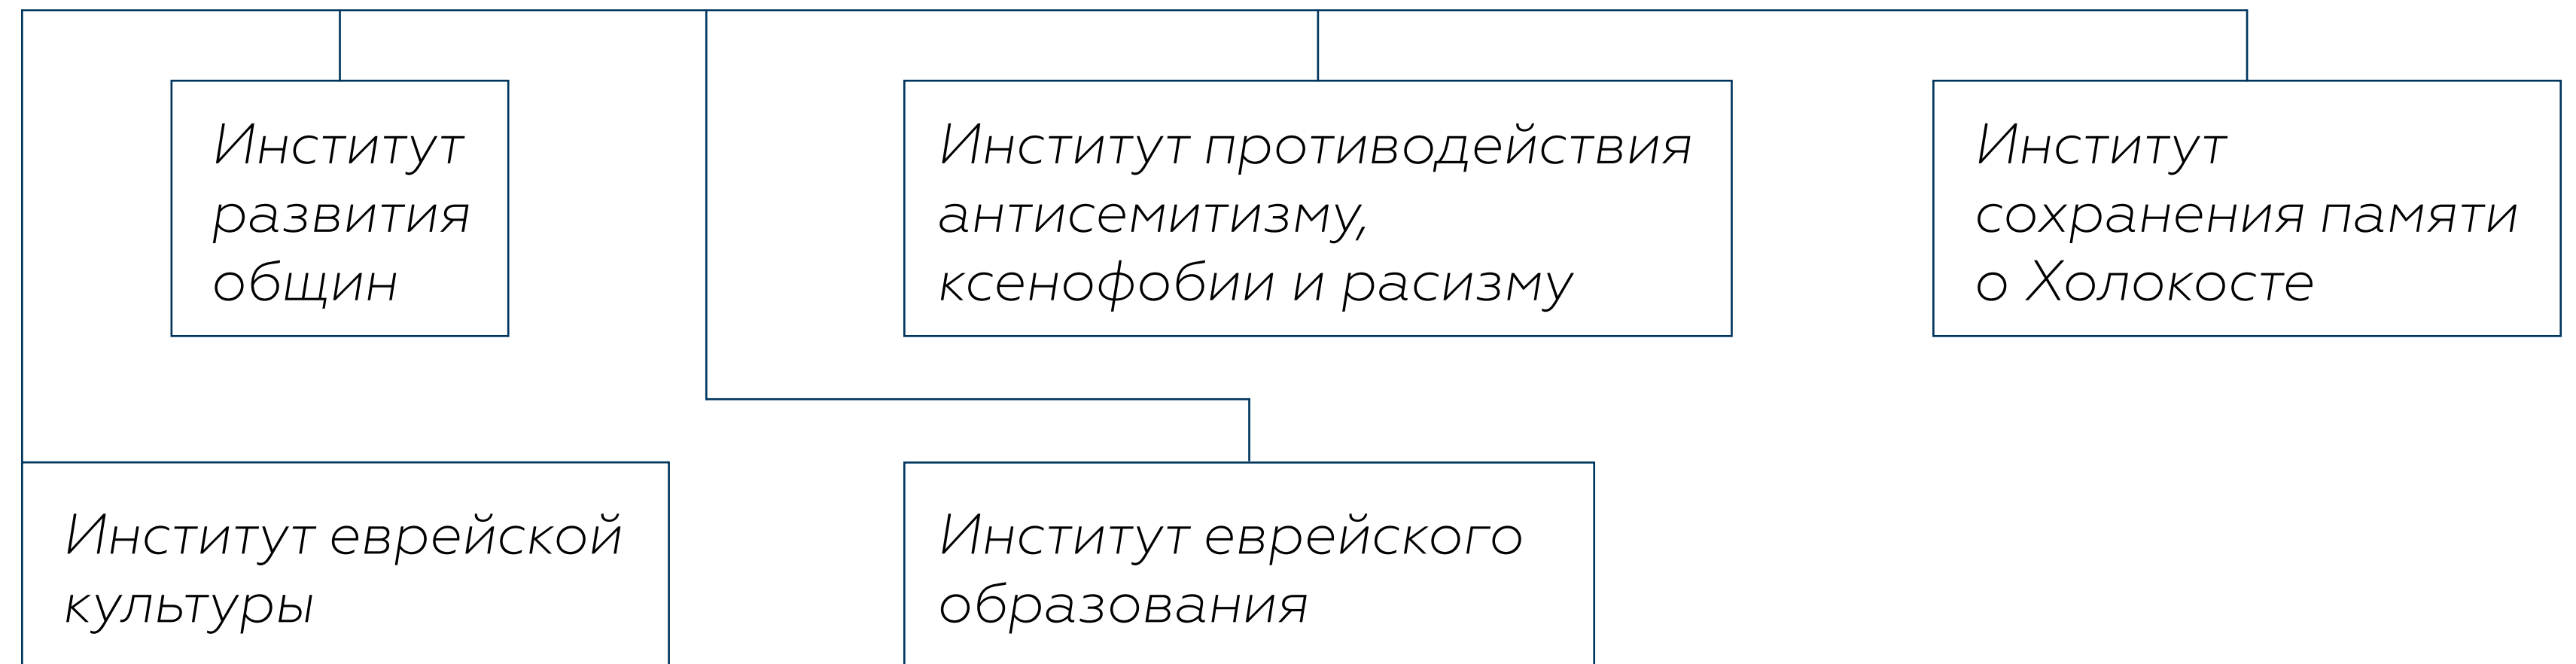 Институт
развития
общин
Институт противодействия
антисемитизму,
ксенофобии и расизму
Институт
сохранения памяти
о Холокосте
Институт еврейской
культуры
Институт еврейского
образования